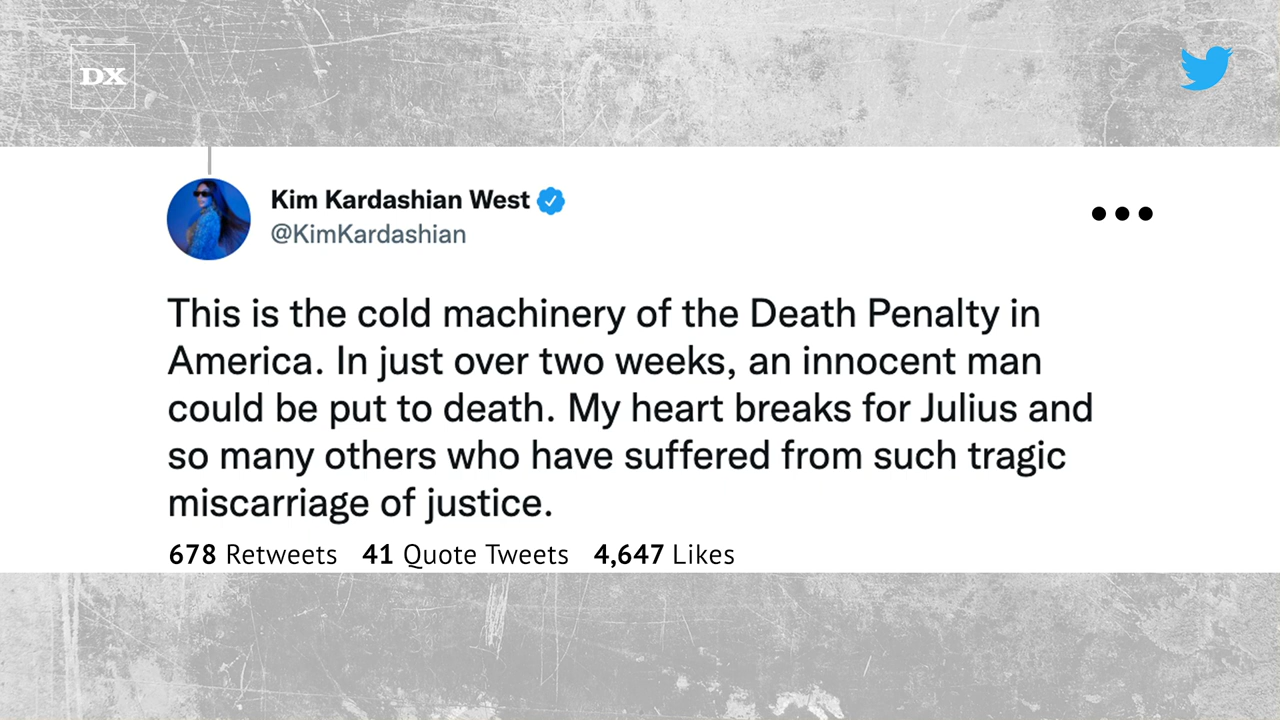 DX
Kim Kardashian West
@KimKardashian
This is the cold machinery of the Death Penalty in
America. In just over two weeks, an innocent man
could be put to death. My heart breaks for Julius and
so many others who have suffered from such tragic
miscarriage of justice.
678 Retweets 41 Quote Tweets 4,647 Likes